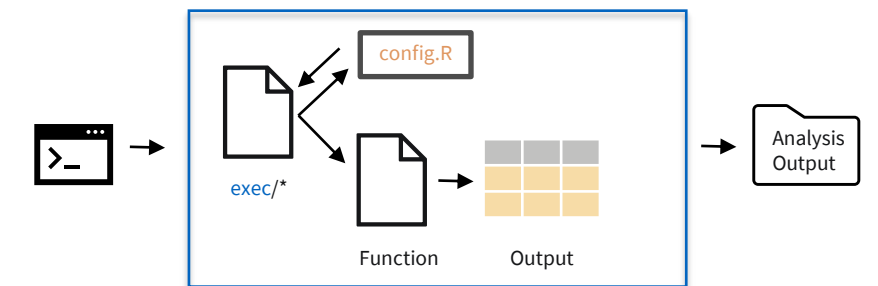 config.R
>_
exec/*
Analysis
Output
Function
Output